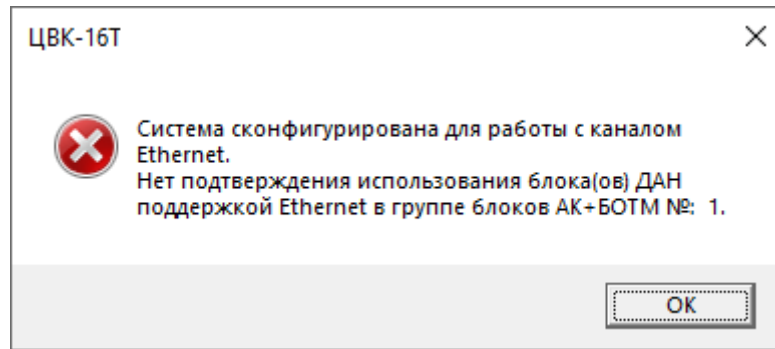 ЦВК-16Т
Система сконфигурирована для работы с каналом
Ethernet.
Нет подтверждения использования блока(ов) ДАН
поддержкой Ethernet в группе блоков АК+БОТМ №:  1.
ОК